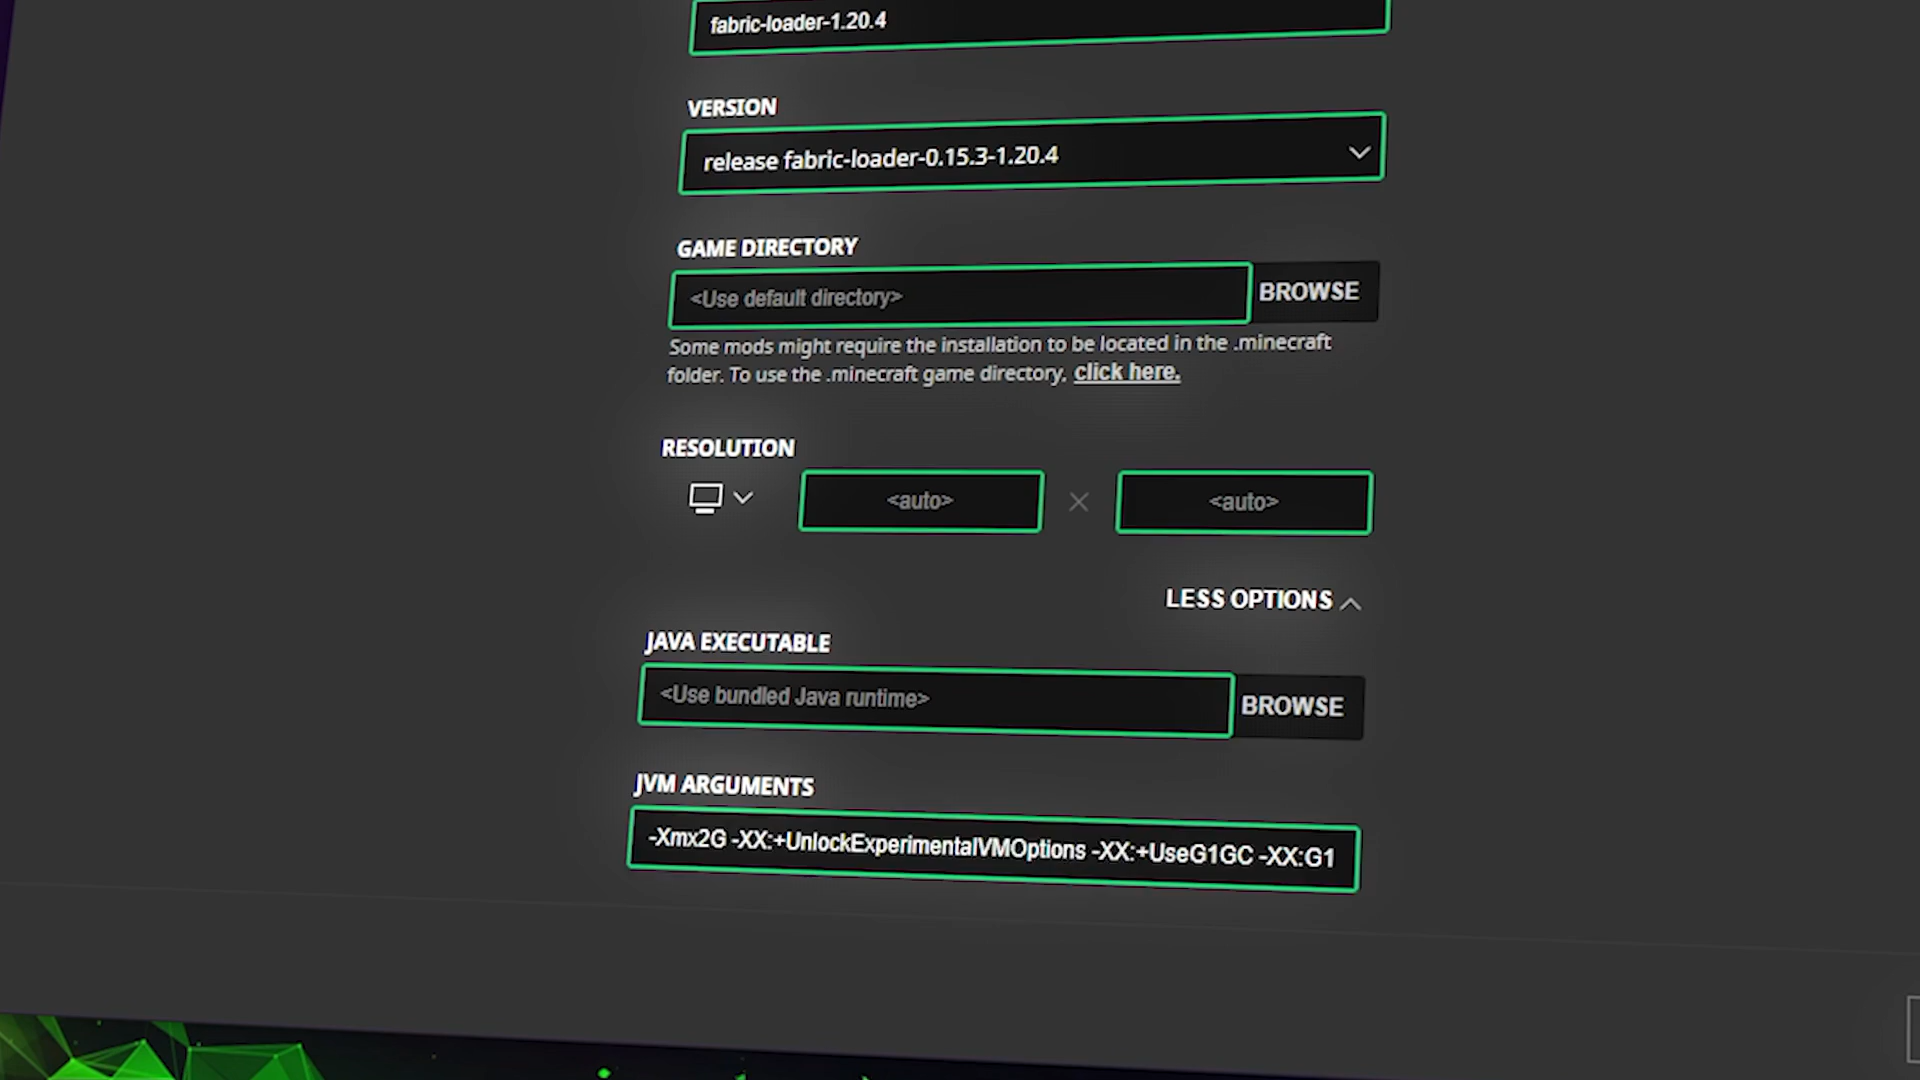 fabric-loader-1.20.4
VERSION
release fabric-loader-0.15.3-1.20.4
GAME DIRECTORY
<Use default directory>
BROWSE
Some mods might require the installation to be located in the .minecraft
folder. To use the .minecraft game directory, click here.
RESOLUTION
<auto>
<auto>
LESS OPTIONS
JAVA EXECUTABLE
<Use bundled Java runtime>
BROWSE
JVM ARGUMENTS
-Xmx2G -XX:+UnlockExperimentalVMOptions -XX:+UseG1GC -XX:G1